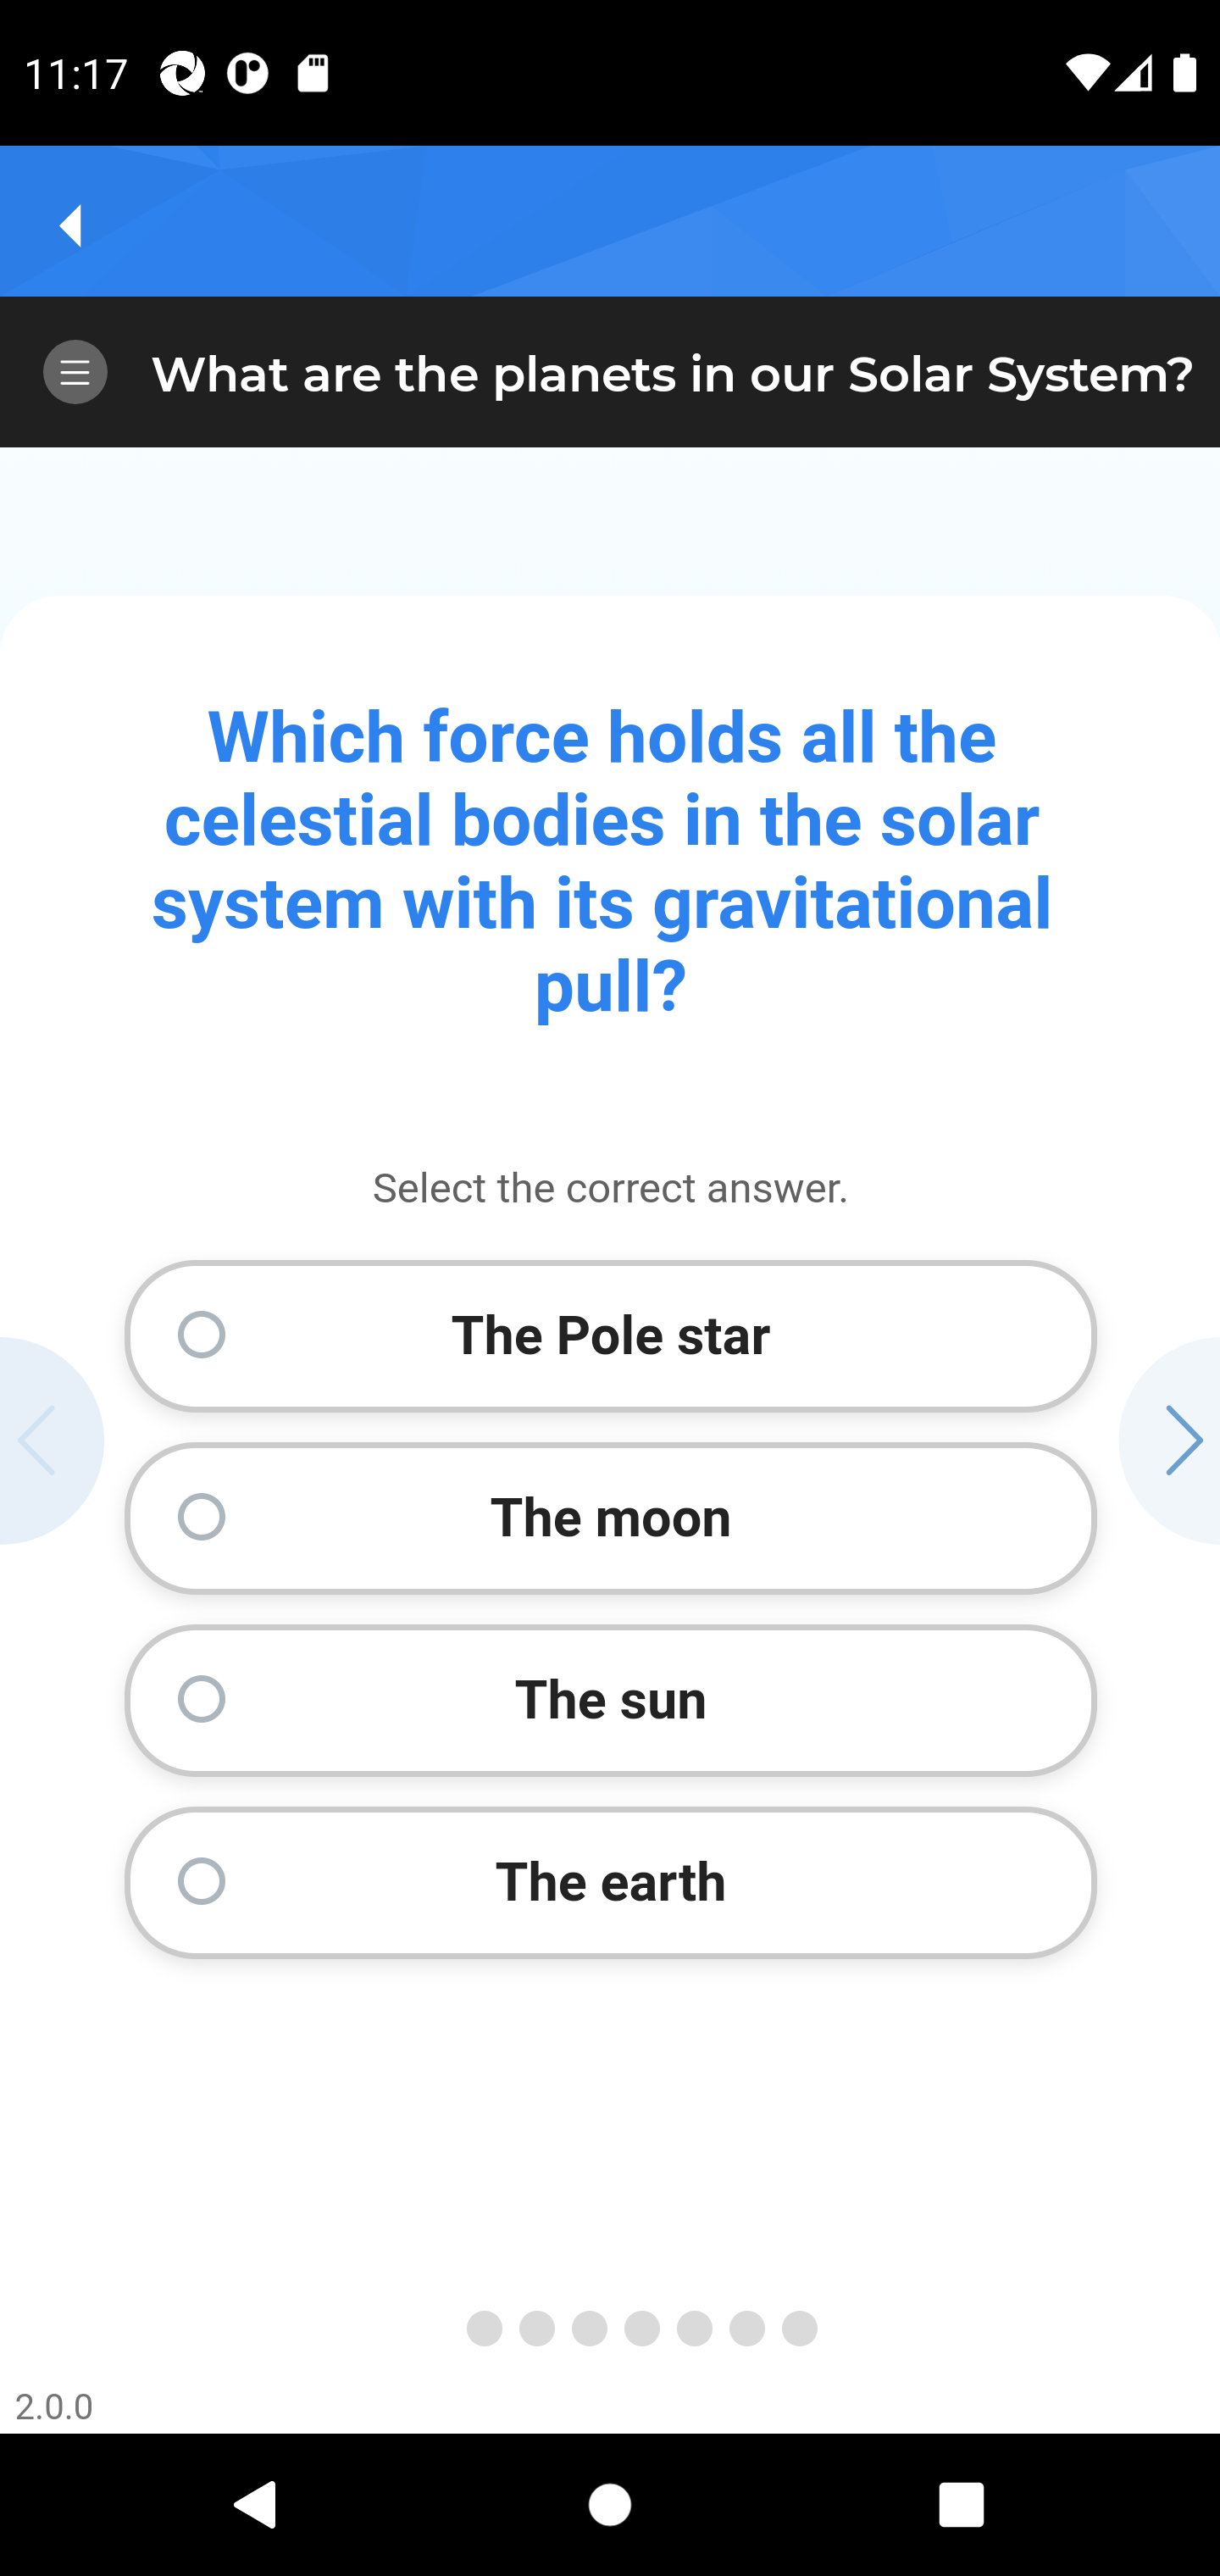 11:17
What are the planets in our Solar System?
Which force holds all the
celestial bodies in the solar
system with its gravitational
pull?
Select the correct answer.
The Pole star
The moon
The sun
The earth
2.0.0